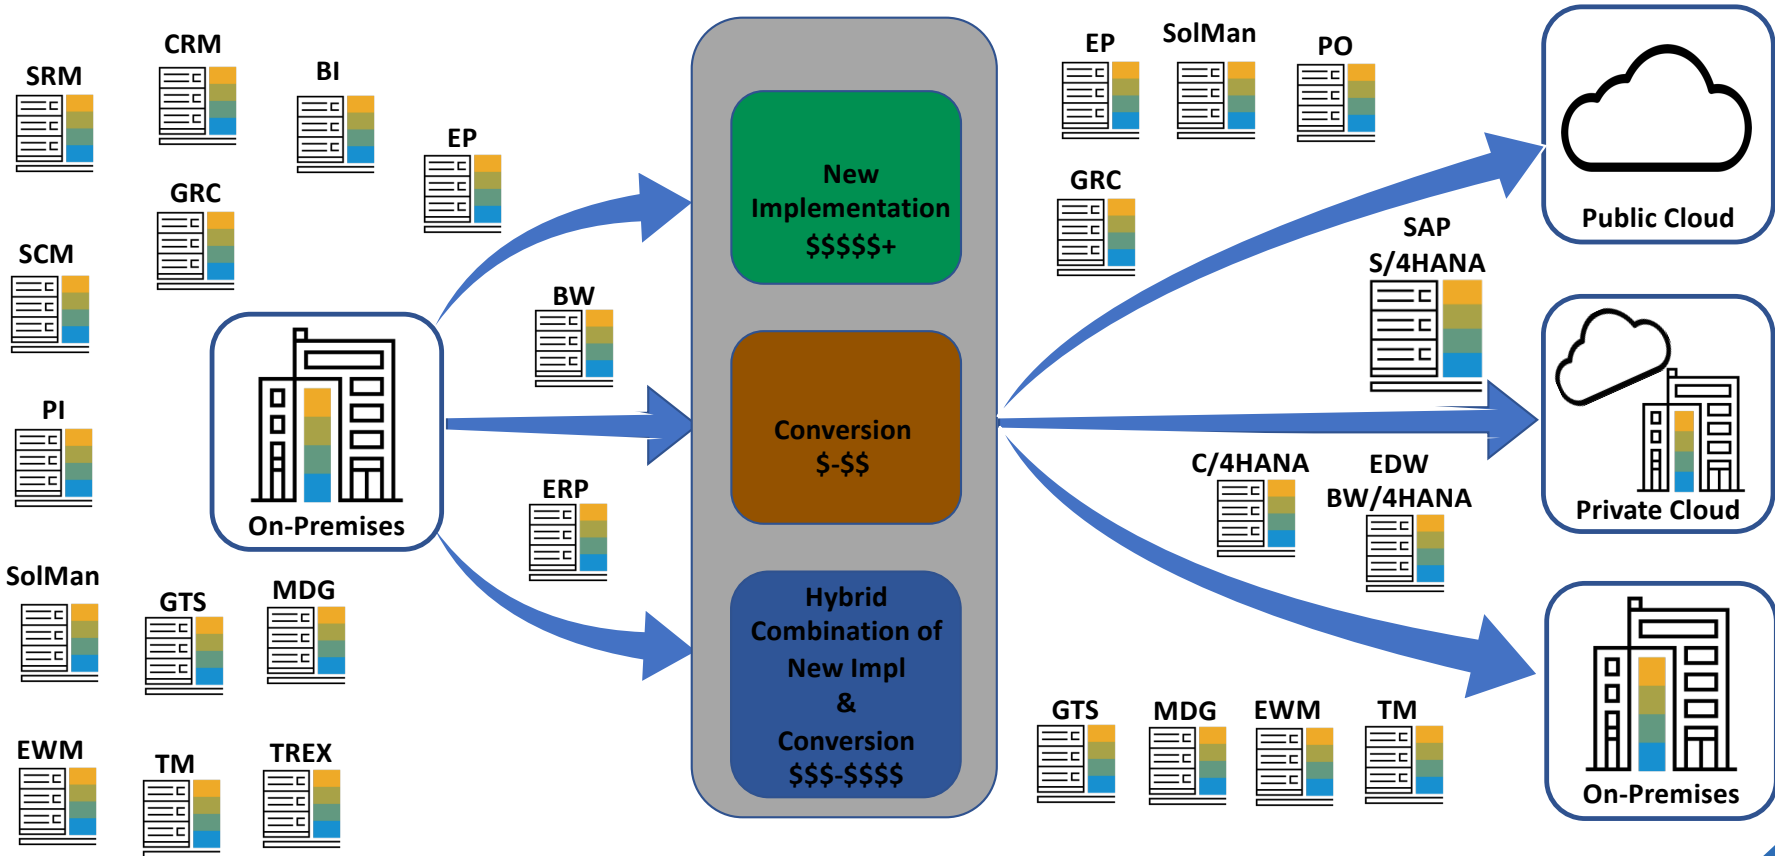 CRM
SRM
BI
EP
GRC
SCM
BW
PI
On-Premises
ERP
SolMan
GTS
MDG
EWM
TM
TREX
New
Implementation
$$$$$+
Conversion
$-$$
Hybrid
Combination of
New Impl
&
Conversion
$$$-$$$$
EP
SolMan
PO
GRC
SAP
S/4HANA
C/4HANA
EDW
BW/4HANA
GTS
MDG
EWM
TM
Public Cloud
Private Cloud
On-Premises